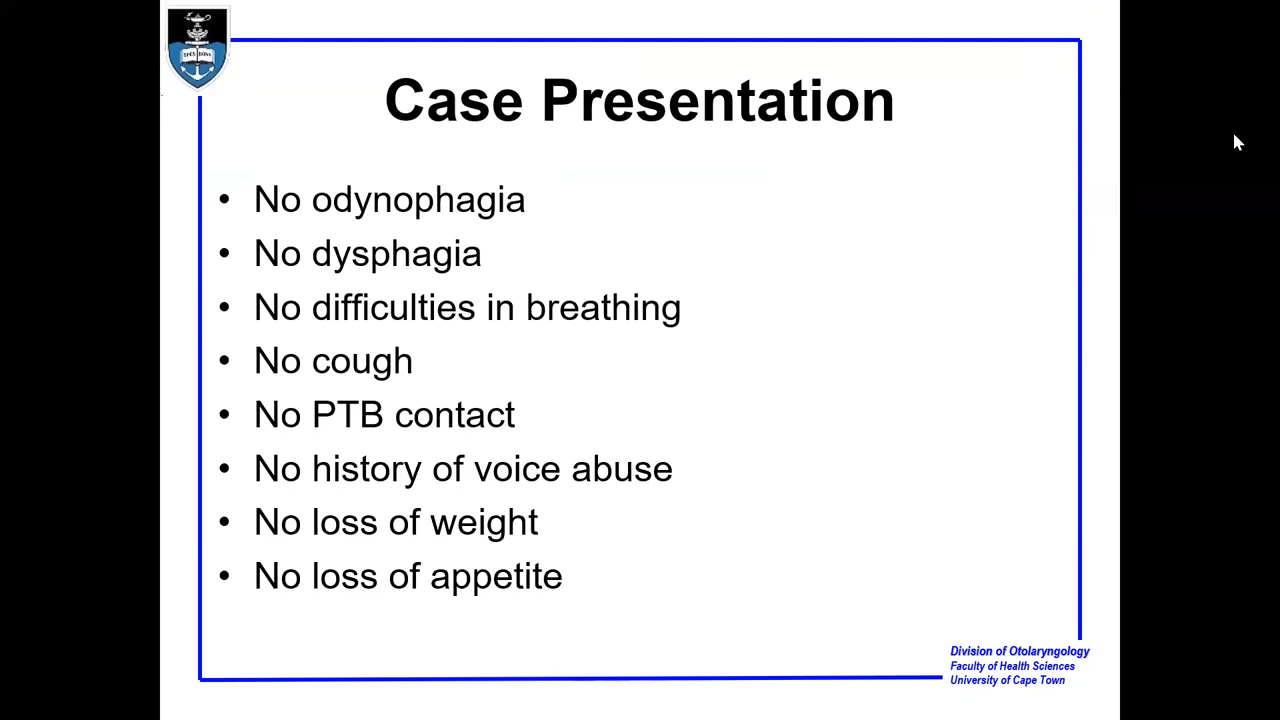 SPES BONA
Case Presentation
• No odynophagia
• No dysphagia
• No difficulties in breathing
• No cough
• No PTB contact
• No history of voice abuse
• No loss of weight
• No loss of appetite
Division of Otolaryngology
Faculty of Health Sciences
University of Cape Town